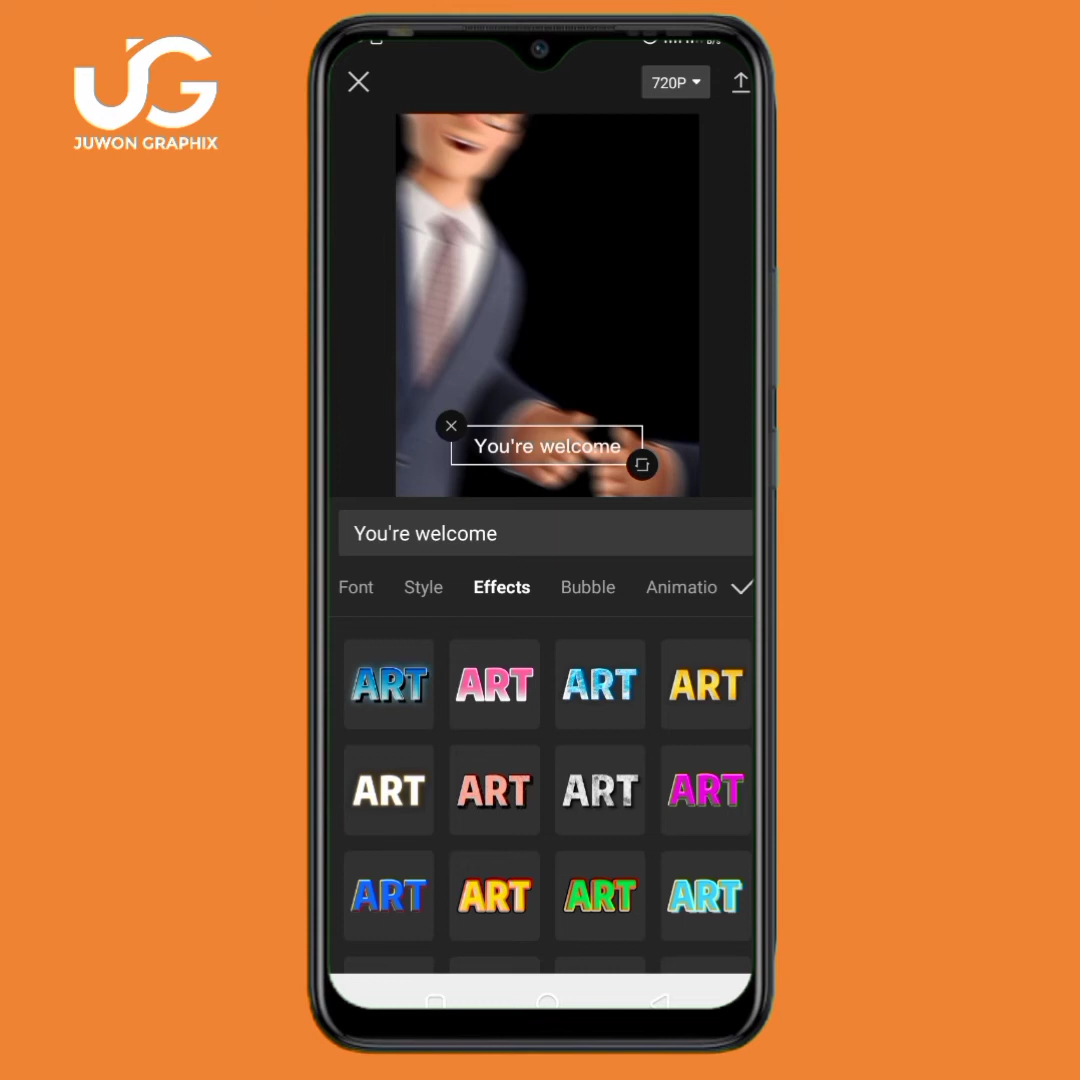 JG
JUWON GRAPHIX
720P
You're welcome
You're welcome
Font Style Effects Bubble Animatio
ART ART ART ART
ART ART ART ART
ART ART ART ART